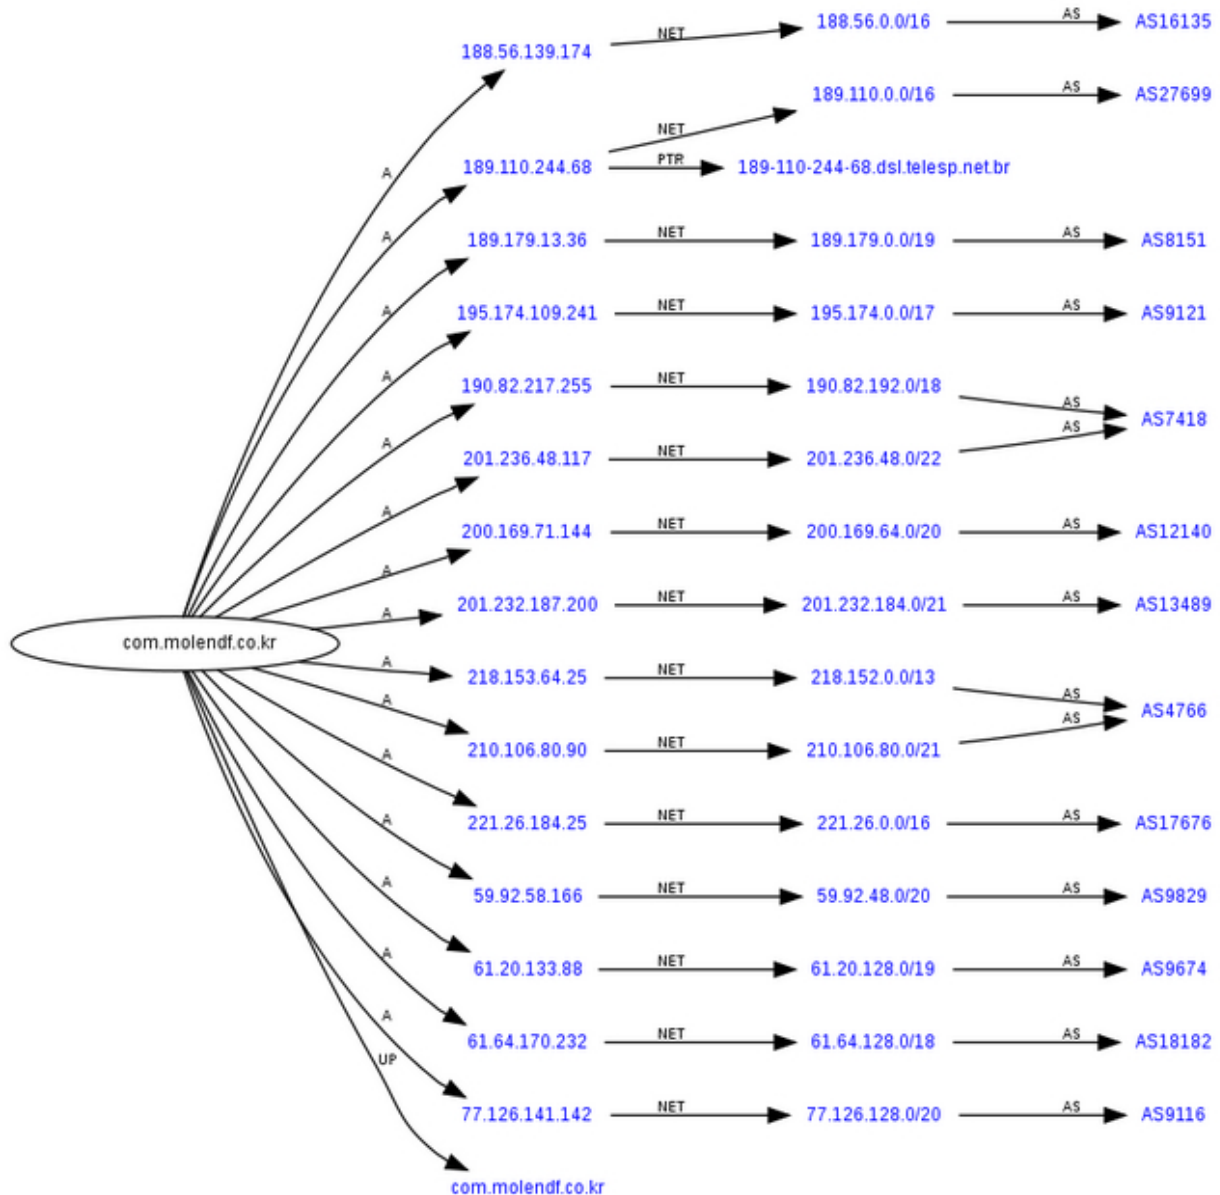 188.56.139.174 NET 188.56.0.0/16 AS AS16135
189.110.0.0/16 AS AS27699
A NET
189.110.244.68 PTR 189-110-244-68.dsl.telesp.net.br
A 189.179.13.36 NET 189.179.0.0/19 AS AS8151
A 195.174.109.241 NET 195.174.0.0/17 AS AS9121
A 190.82.217.255 NET 190.82.192.0/18 AS AS7418
A 201.236.48.117 NET 201.236.48.0/22 AS
A 200.169.71.144 NET 200.169.64.0/20 AS AS12140
A 201.232.187.200 NET 201.232.184.0/21 AS AS13489
com.molendf.co.kr A
A 218.153.64.25 NET 218.152.0.0/13 AS AS4766
A 210.106.80.90 NET 210.106.80.0/21 AS
A 221.26.184.25 NET 221.26.0.0/16 AS AS17676
A 59.92.58.166 NET 59.92.48.0/20 AS AS9829
A 61.20.133.88 NET 61.20.128.0/19 AS AS9674
A 61.64.170.232 NET 61.64.128.0/18 AS AS18182
A 77.126.141.142 NET 77.126.128.0/20 AS AS9116
UP
com.molendf.co.kr